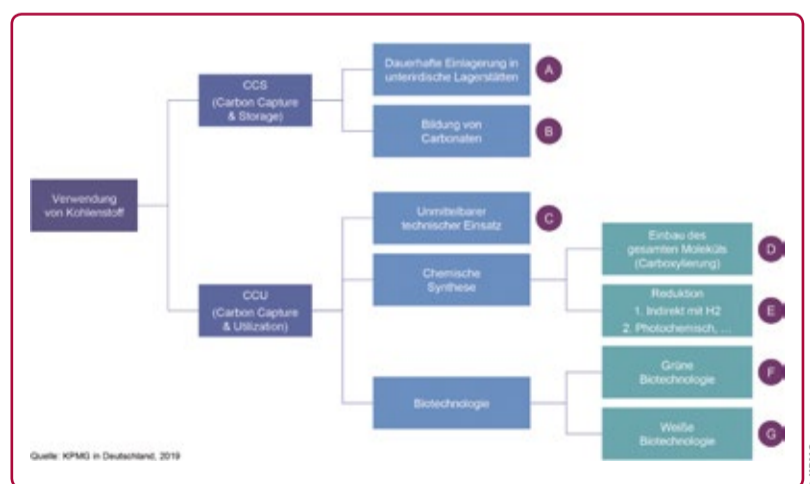 Verwendung
von Kohlenstoff
CCS
(Carbon Capture
& Storage)
Dauerhafte Einlagerung in
unterirdische Lagerstätten
A
Bildung von
Carbonaten
B
CCU
(Carbon Capture
& Utilization)
Unmittelbarer
technischer Einsatz
C
Chemische
Synthese
Einbau des
gesamten Moleküls
(Carboxylierung)
D
Reduktion
1. Indirekt mit H2
2. Photochemisch, ...
E
Biotechnologie
Grüne
Biotechnologie
F
Weiße
Biotechnologie
G
Quelle: KPMG in Deutschland, 2019